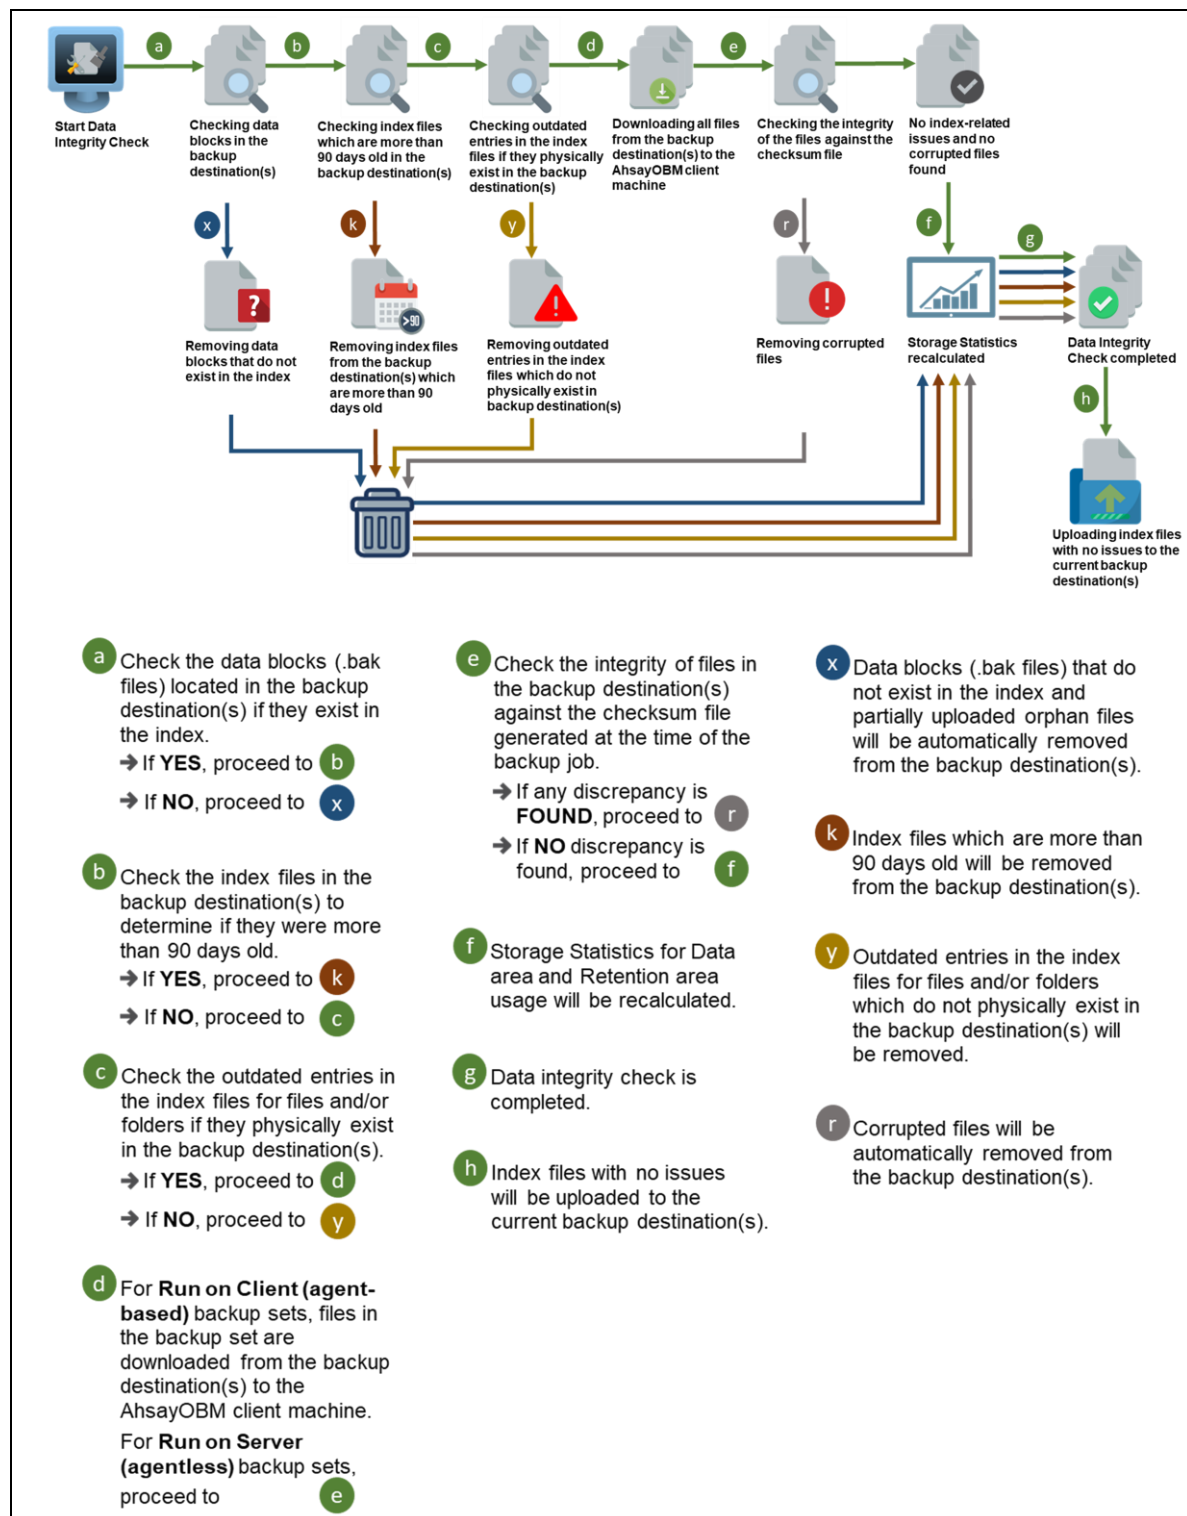 a
b
c
d
e
Start Data
Integrity Check
Checking data
blocks in the
backup
destination(s)
Checking index files
which are more than
90 days old in the
backup destination(s)
Checking outdated
entries in the index
files if they physically
exist in the backup
destination(s)
Downloading all files
from the backup
destination(s) to the
AhsayOBM client
machine
Checking the integrity
of the files against the
checksum file
No index-related
issues and no
corrupted files
found
x
k
y
r
f
g
?
>90
!
!
Removing data
blocks that do not
exist in the index
Removing index files
from the backup
destination(s) which
are more than 90
days old
Removing outdated
entries in the index
files which do not
physically exist in
backup destination(s)
Removing corrupted
files
Storage Statistics
recalculated
Data Integrity
Check completed
h
Uploading index files
with no issues to the
current backup
destination(s)
a
Check the data blocks (.bak
files) located in the backup
destination(s) if they exist in
the index.
➔ If YES, proceed to b
➔ If NO, proceed to x
b
Check the index files in the
backup destination(s) to
determine if they were more
than 90 days old.
➔ If YES, proceed to k
➔ If NO, proceed to c
c
Check the outdated entries in
the index files for files and/or
folders if they physically exist
in the backup destination(s).
➔ If YES, proceed to d
➔ If NO, proceed to y
d
For Run on Client (agent-
based) backup sets, files in
the backup set are
downloaded from the backup
destination(s) to the
AhsayOBM client machine.
For Run on Server
(agentless) backup sets,
proceed to e
e
Check the integrity of files in
the backup destination(s)
against the checksum file
generated at the time of the
backup job.
➔ If any discrepancy is
FOUND, proceed to r
➔ If NO discrepancy is
found, proceed to f
f
Storage Statistics for Data
area and Retention area
usage will be recalculated.
g
Data integrity check is
completed.
h
Index files with no issues
will be uploaded to the
current backup destination(s).
x
Data blocks (.bak files) that do
not exist in the index and
partially uploaded orphan files
will be automatically removed
from the backup destination(s).
k
Index files which are more than
90 days old will be removed
from the backup destination(s).
y
Outdated entries in the index
files for files and/or folders
which do not physically exist in
the backup destination(s) will
be removed.
r
Corrupted files will be
automatically removed from
the backup destination(s).